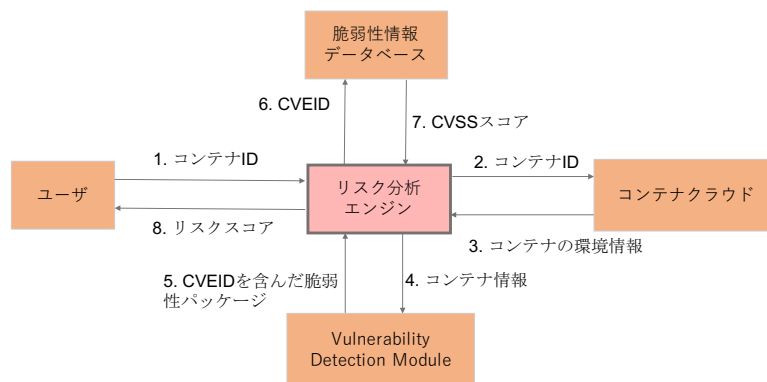 脆弱性情報
データベース
6. CVEID
7. CVSSスコア
1. コンテナID
2. コンテナID
ユーザ
リスク分析
エンジン
コンテナクラウド
8. リスクスコア
3. コンテナの環境情報
5. CVEIDを含んだ脆弱
性パッケージ
4. コンテナ情報
Vulnerability
Detection Module